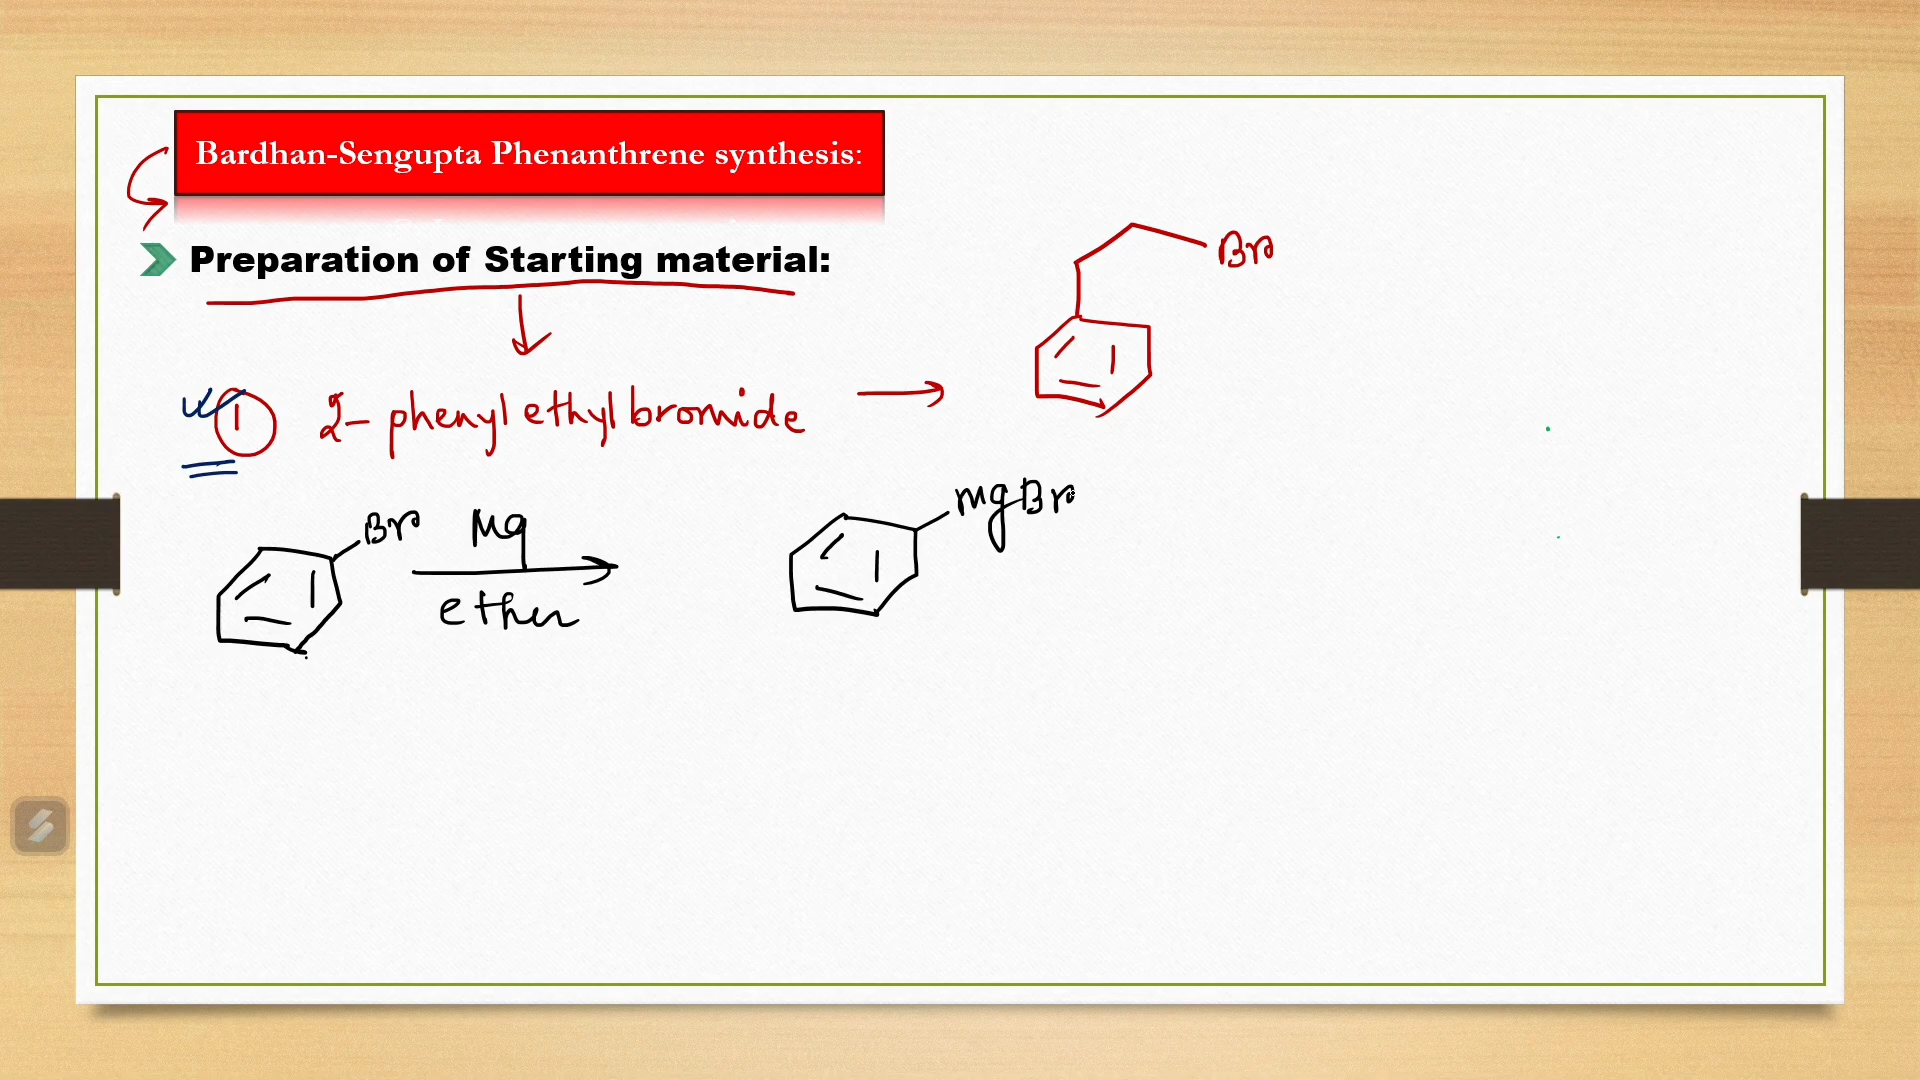 Bardhan-Sengupta Phenanthrene synthesis:
Preparation of Starting material:
Br
1 2-phenyl ethyl bromide
Br Mg
ether
MgBr